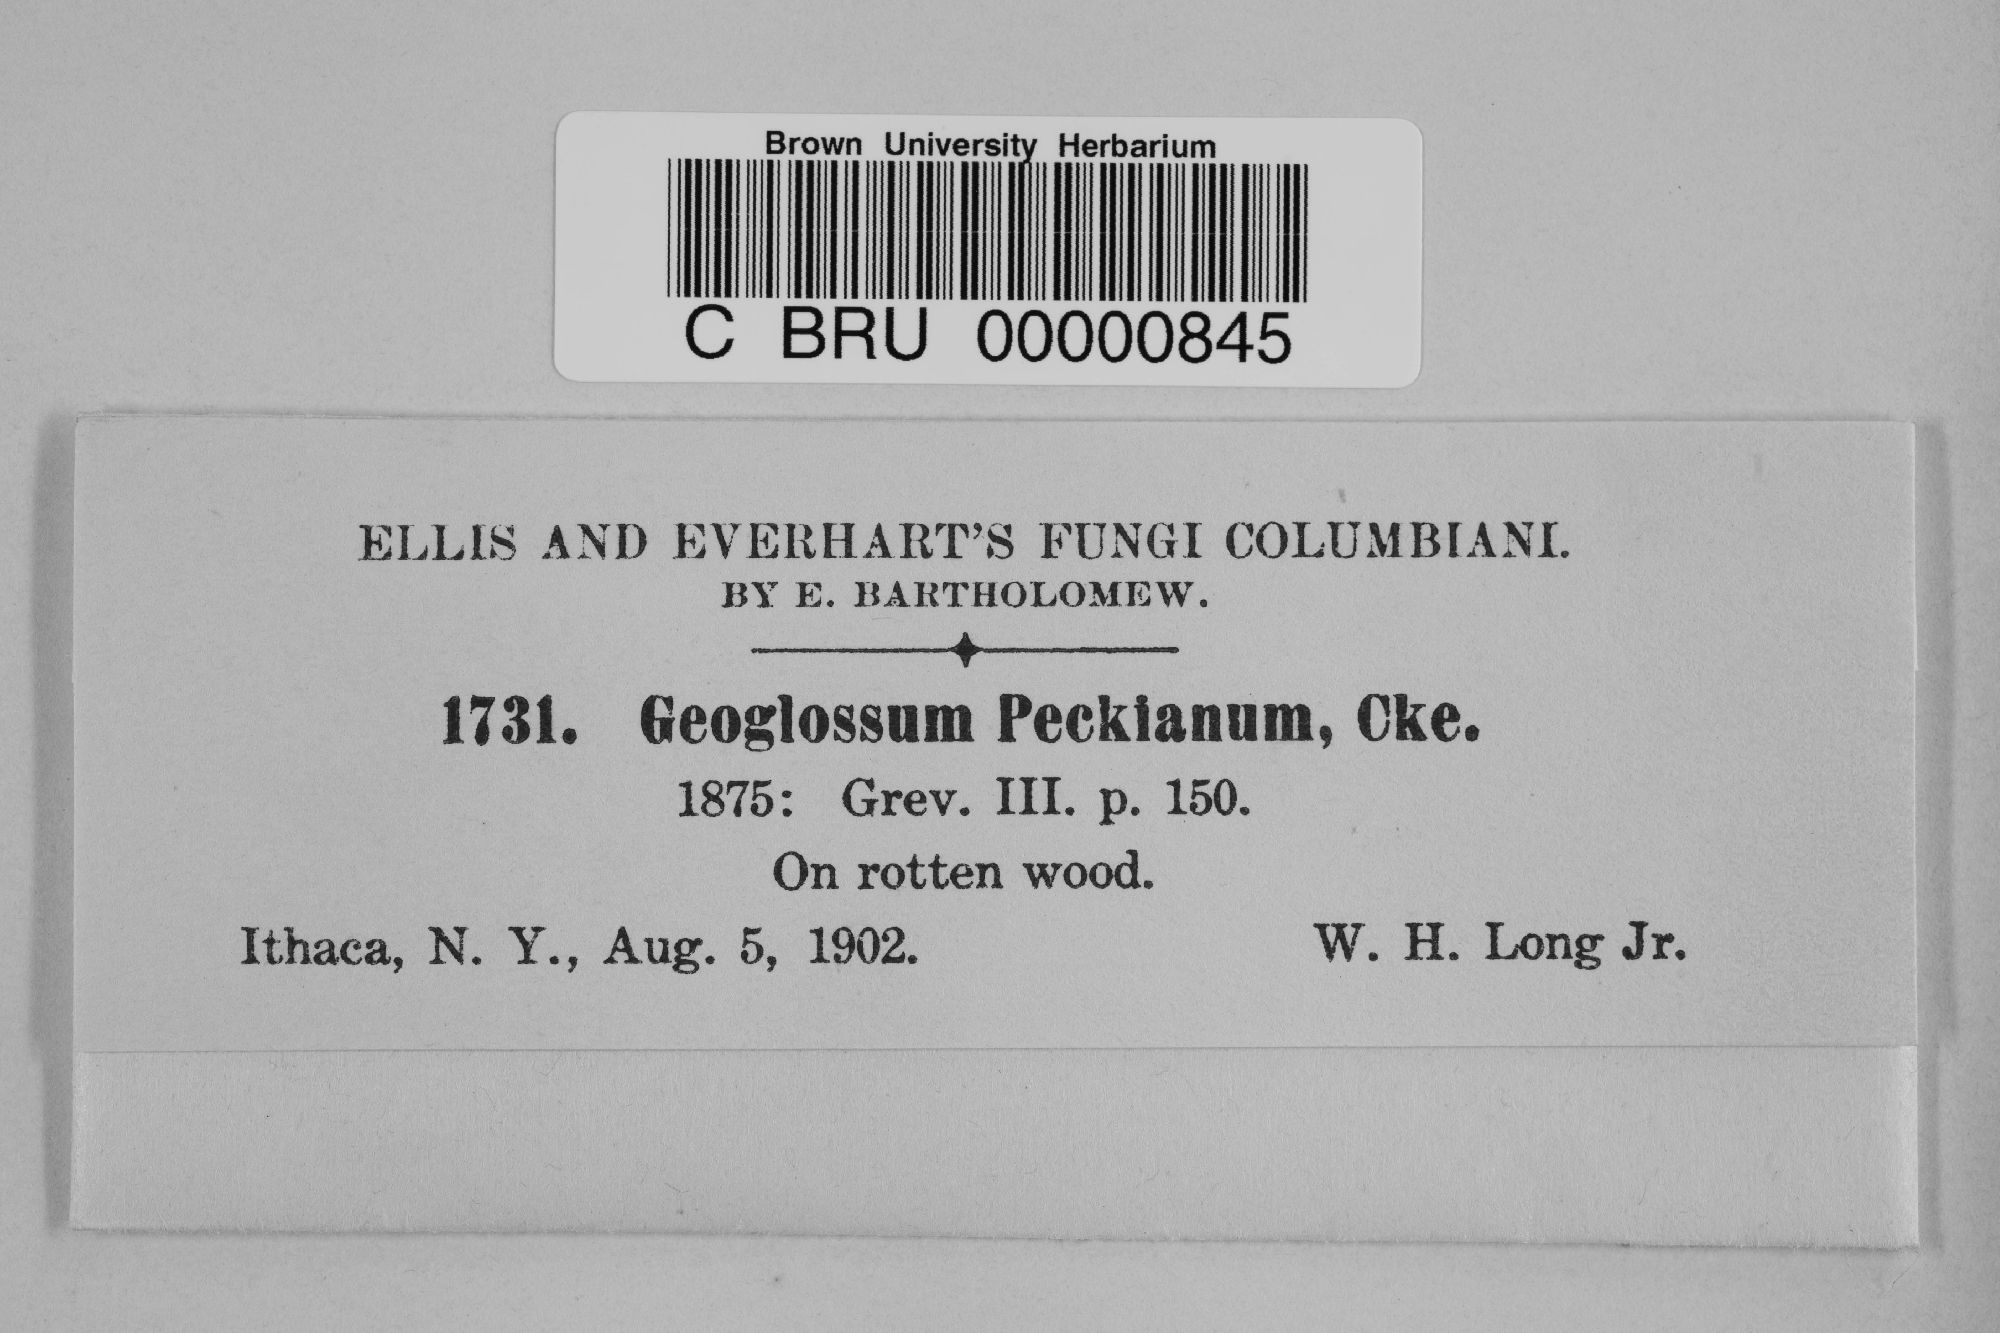 Brown University Herbarium
C BRU 00000845
ELLIS AND EVERHART'S FUNGI COLUMBIANI.
BY E. BARTHOLOMEW.
1731. Geoglossum Peckianum, Cke.
1875: Grev. III. p. 150.
On rotten wood.
Ithaca, N. Y., Aug. 5, 1902. W. H. Long Jr.